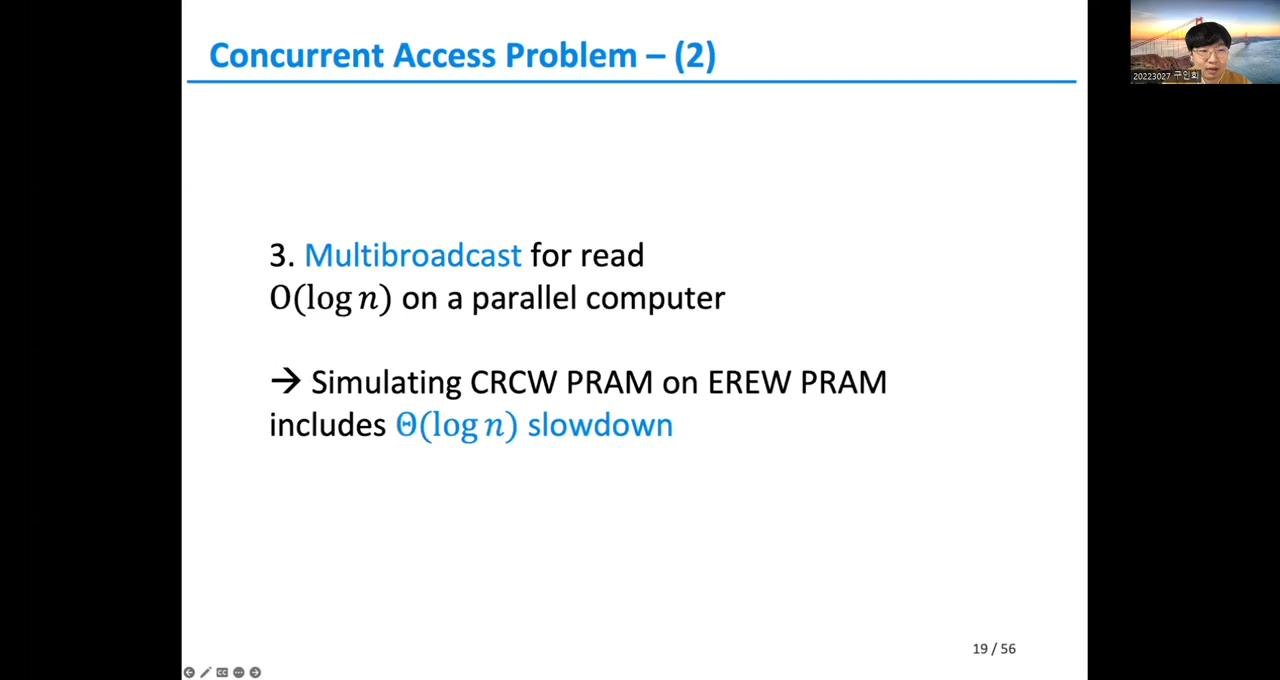 Concurrent Access Problem – (2)
20223027 구인회
3. Multibroadcast for read
O(log n) on a parallel computer
→ Simulating CRCW PRAM on EREW PRAM
includes Θ(log n) slowdown
19 / 56